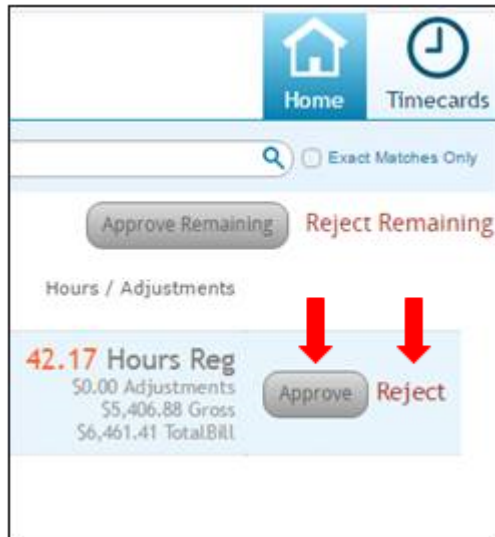 Home Timecards
Exact Matches Only
Approve Remaining Reject Remaining
Hours / Adjustments
42.17 Hours Reg
$0.00 Adjustments
$5,406.88 Gross
$6,461.41 TotalBill
Approve Reject